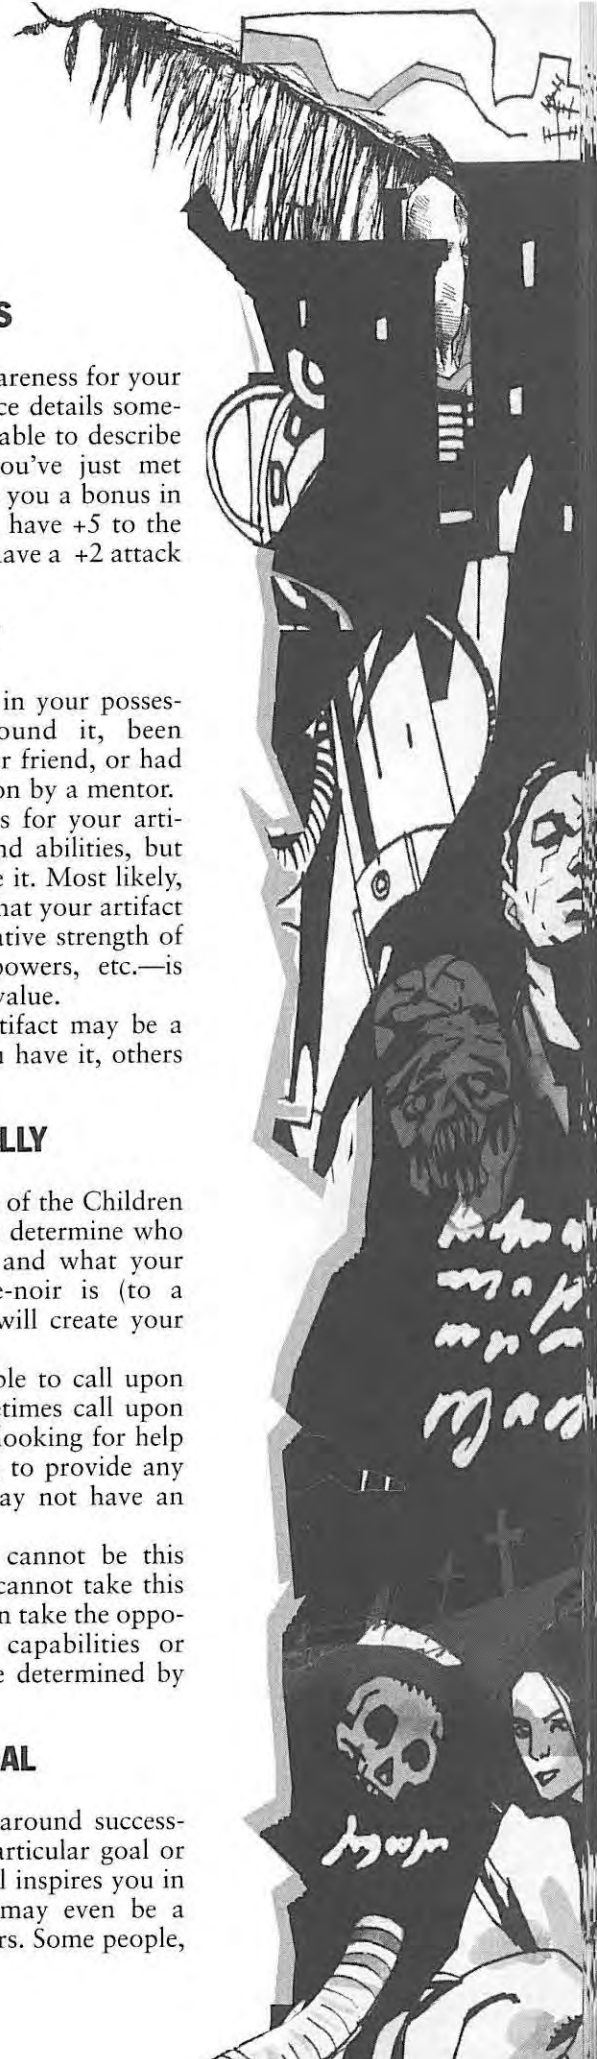 S
areness for your
ce details some-
able to describe
ou've just met
you a bonus in
have +5 to the
ave a +2 attack
in your posses-
ound it, been
r friend, or had
on by a mentor.
s for your arti-
nd abilities, but
e it. Most likely,
hat your artifact
ative strength of
powers, etc.—is
value.
tifact may be a
u have it, others
LLY
of the Children
determine who
and what your
e-noir is (to a
will create your
ble to call upon
etimes call upon
looking for help
to provide any
ay not have an
cannot be this
cannot take this
n take the oppo-
capabilities or
e determined by
AL
around success-
articular goal or
l inspires you in
may even be a
rs. Some people,